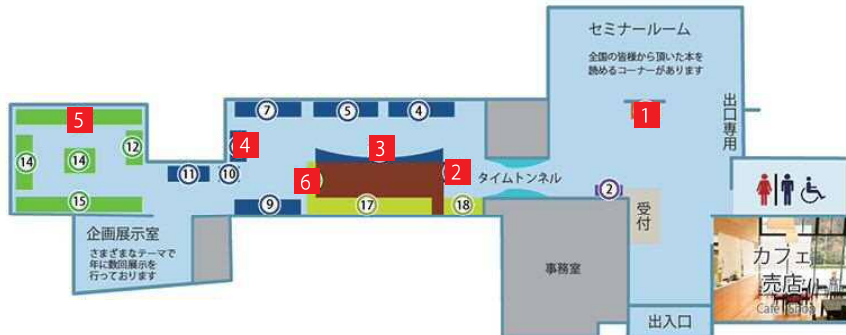 セミナールーム
全国の皆様から頂いた本を
読めるコーナーがあります
1
出口専用
7
5
4
5
4
3
14
14
12
11
10
6
2
タイムトンネル
2
15
9
17
18
受付
企画展示室
さまざまなテーマで
年に数回展示を
行っております
事務室
カフェ
売店
Café Shop
出入口